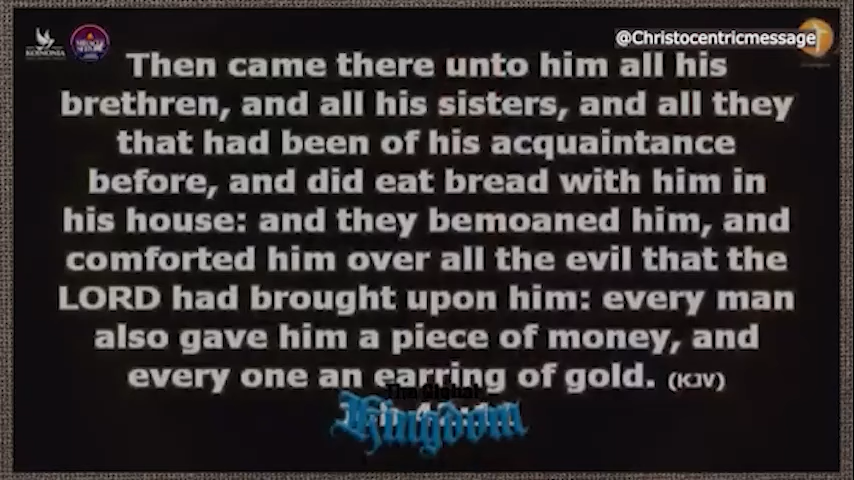 KOINONIA
MIRACLE
@Christocentricmessage
Then came there unto him all his
brethren, and all his sisters, and all they
that had been of his acquaintance
before, and did eat bread with him in
his house: and they bemoaned him, and
comforted him over all the evil that the
LORD had brought upon him: every man
also gave him a piece of money, and
every one an earring of gold. (KJV)
Kingdom